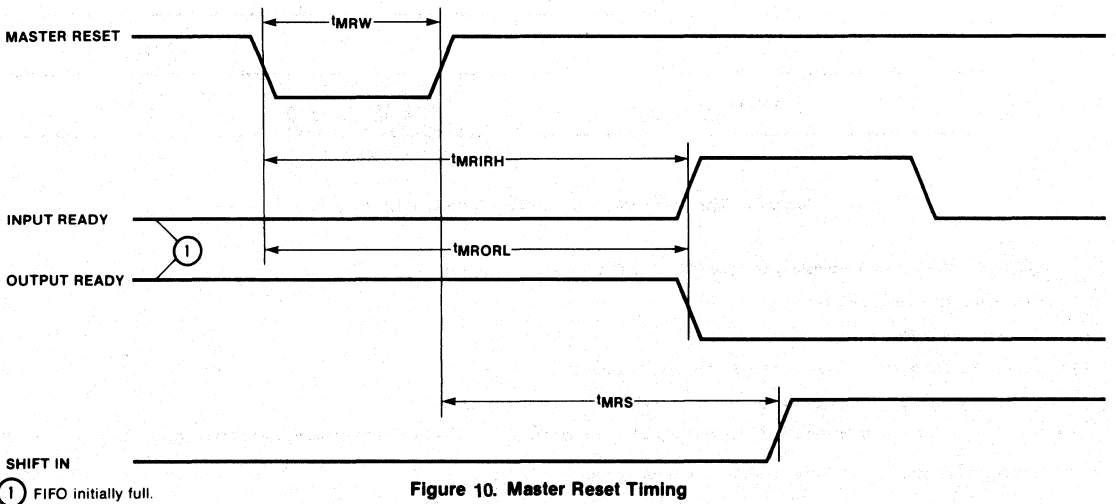 tMRW
MASTER RESET
tMRIRH
INPUT READY
1
tMRORL
OUTPUT READY
tMRS
SHIFT IN
1 FIFO initially full.
Figure 10. Master Reset Timing